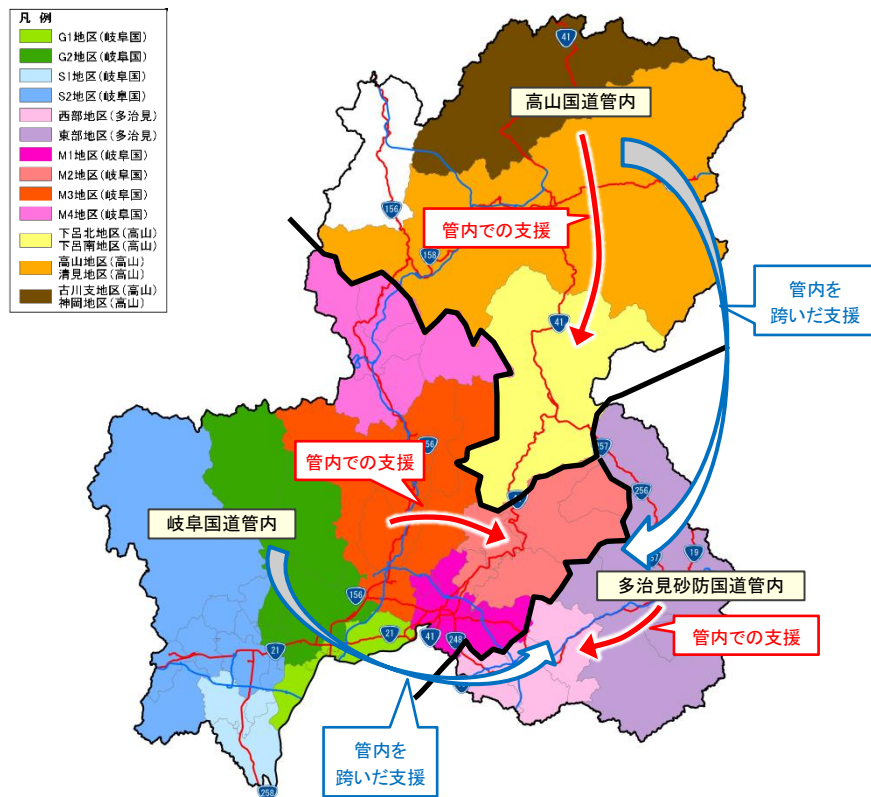 凡 例
G1地区(岐阜国)
G2地区(岐阜国)
S1地区(岐阜国)
S2地区(岐阜国)
西部地区(多治見)
東部地区(多治見)
M1地区(岐阜国)
M2地区(岐阜国)
M3地区(岐阜国)
M4地区(岐阜国)
下呂北地区(高山)
下呂南地区(高山)
高山地区(高山)
清見地区(高山)
古川支地区(高山)
神岡地区(高山)
41
高山国道管内
156
管内での支援
158
管内を
跨いだ支援
41
257
156
管内での支援
256
岐阜国道管内
19
多治見砂防国道管内
156
21
41
248
21
管内での支援
管内を
跨いだ支援
258